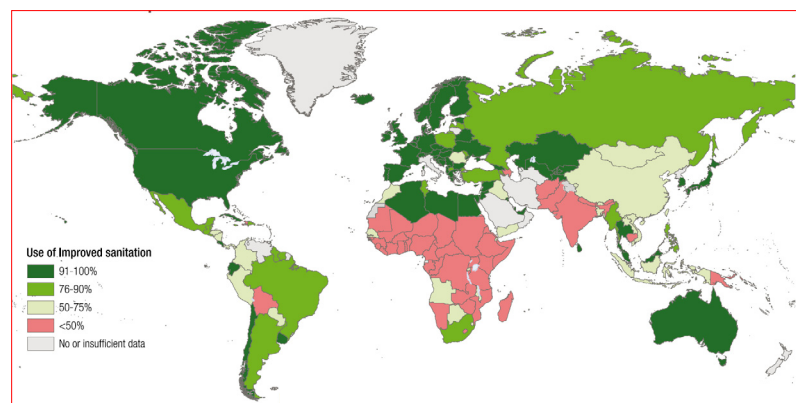 Use of Improved sanitation
91-100%
76-90%
50-75%
<50%
No or insufficient data